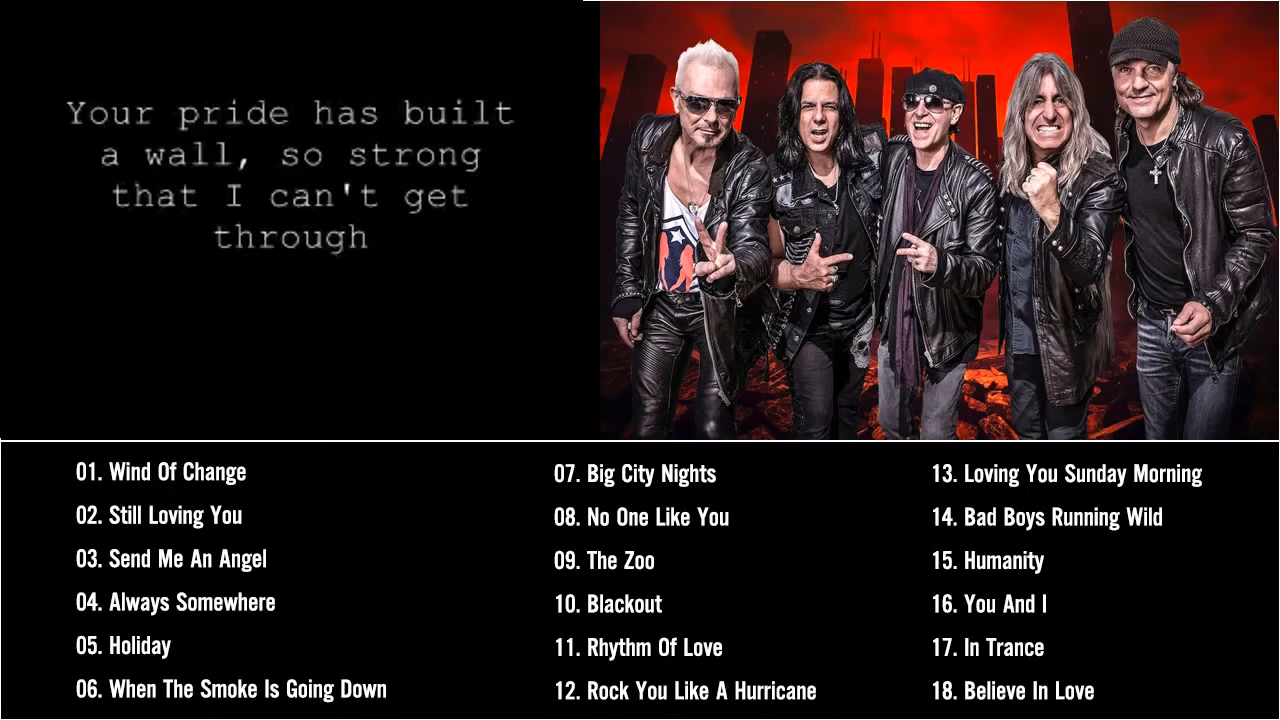 Your pride has built
a wall, so strong
that I can't get
through
01. Wind Of Change
02. Still Loving You
03. Send Me An Angel
04. Always Somewhere
05. Holiday
06. When The Smoke Is Going Down
07. Big City Nights
08. No One Like You
09. The Zoo
10. Blackout
11. Rhythm Of Love
12. Rock You Like A Hurricane
13. Loving You Sunday Morning
14. Bad Boys Running Wild
15. Humanity
16. You And I
17. In Trance
18. Believe In Love